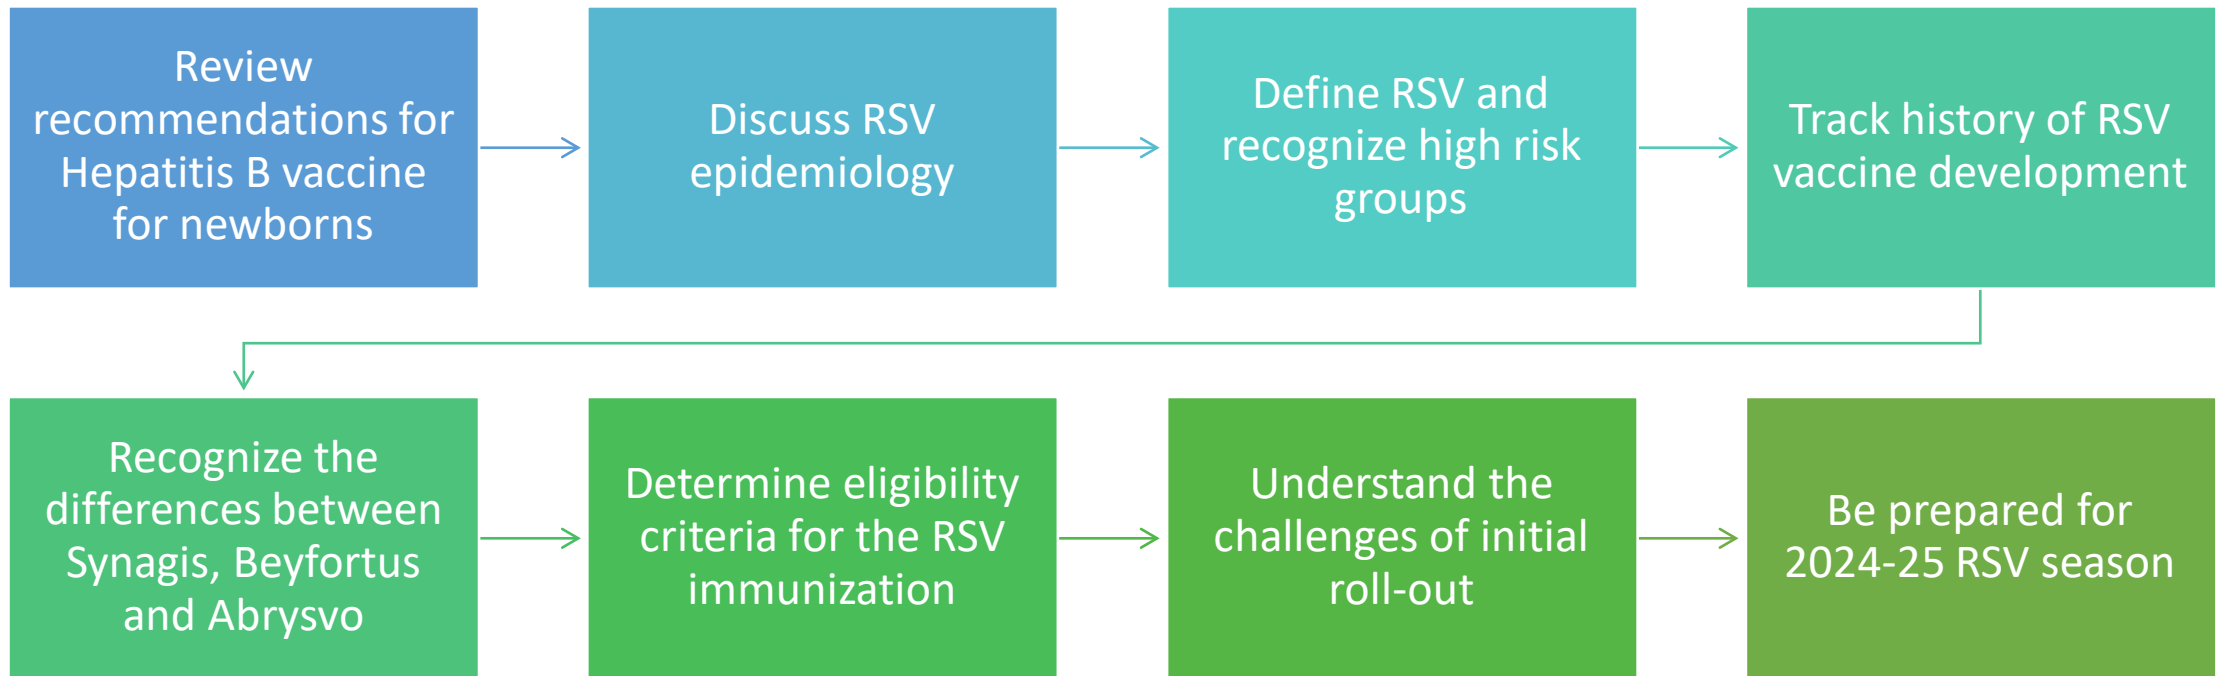 Review
recommendations for
Hepatitis B vaccine
for newborns
Discuss RSV
epidemiology
Define RSV and
recognize high risk
groups
Track history of RSV
vaccine development
Recognize the
differences between
Synagis, Beyfortus
and Abrysvo
Determine eligibility
criteria for the RSV
immunization
Understand the
challenges of initial
roll-out
Be prepared for
2024-25 RSV season